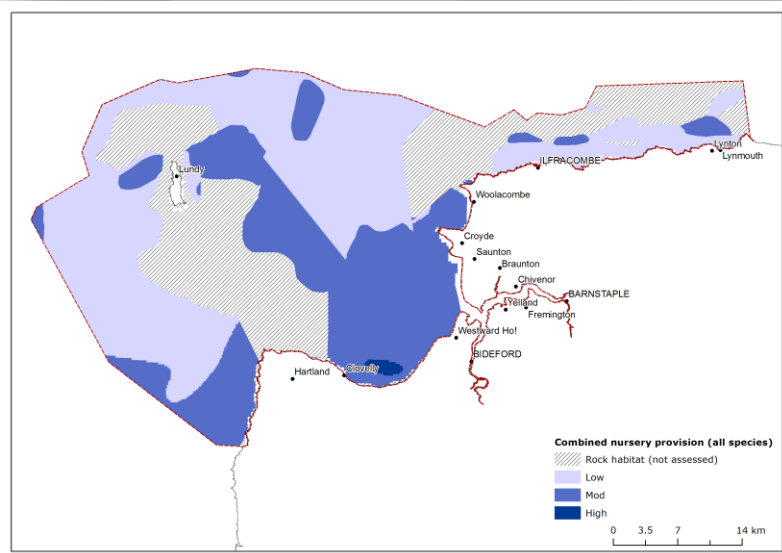 Lynton
Lynmouth
ILFRACOMBE
Lundy
Woolacombe
Croyde
Saunton
Braunton
Chivenor
BARNSTAPLE
Yelland
Fremington
Westward Ho!
BIDEFORD
Hartland
Clovelly
Combined nursery provision (all species)
Rock habitat (not assessed)
Low
Mod
High
0 3.5 7 14 km